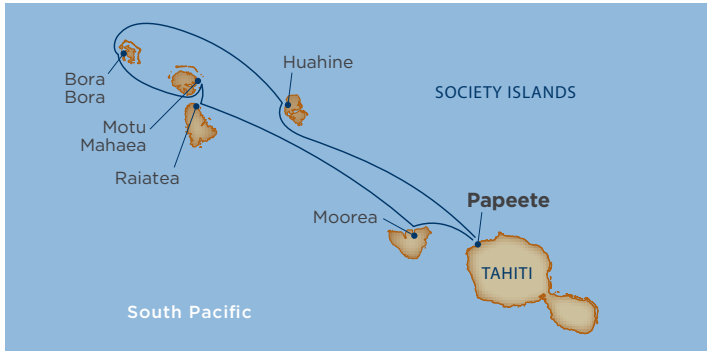 Huahine
SOCIETY ISLANDS
Bora
Bora
Motu
Mahaea
Raiatea
Papeete
Moorea
TAHITI
South Pacific